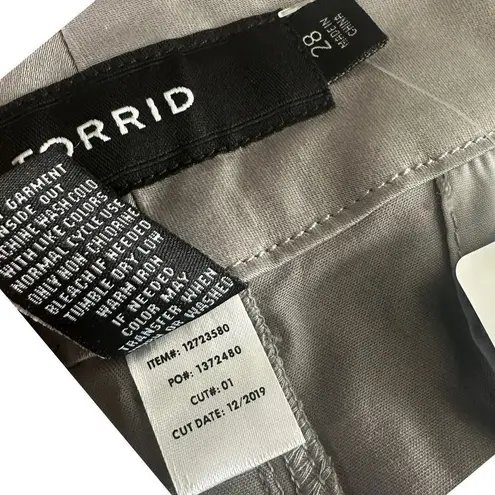 TORRID
28
MADE IN
CHINA
GARMENT
INSIDE OUT
MACHINE WASH COLD
WITH LIKE COLORS
NORMAL CYCLE USE
ONLY NON-CHLORINE
BLEACH IF NEEDED
TUMBLE DRY LOW
WARM IRON
IF NEEDED
COLOR MAY
TRANSFER WHEN
OR WASHED
ITEM#: 12723580
PO#: 1372480
CUT#: 01
CUT DATE: 12/2019